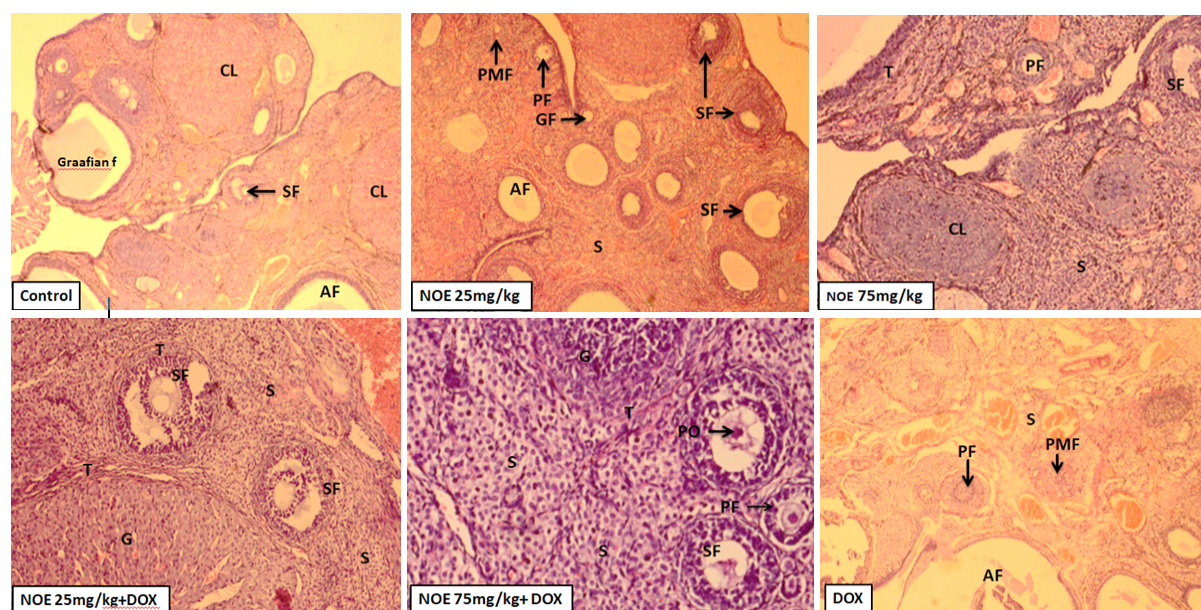 CL
Graafian f
SF
CL
AF
Control
PMF
PF
GF
SF
AF
SF
S
NOE 25mg/kg
T
PF
SF
CL
S
NOE 75mg/kg
T
SF
S
T
SF
G
S
NOE 25mg/kg+DOX
G
T
PO
S
PF
S
SF
NOE 75mg/kg+ DOX
S
PF
PMF
AF
DOX